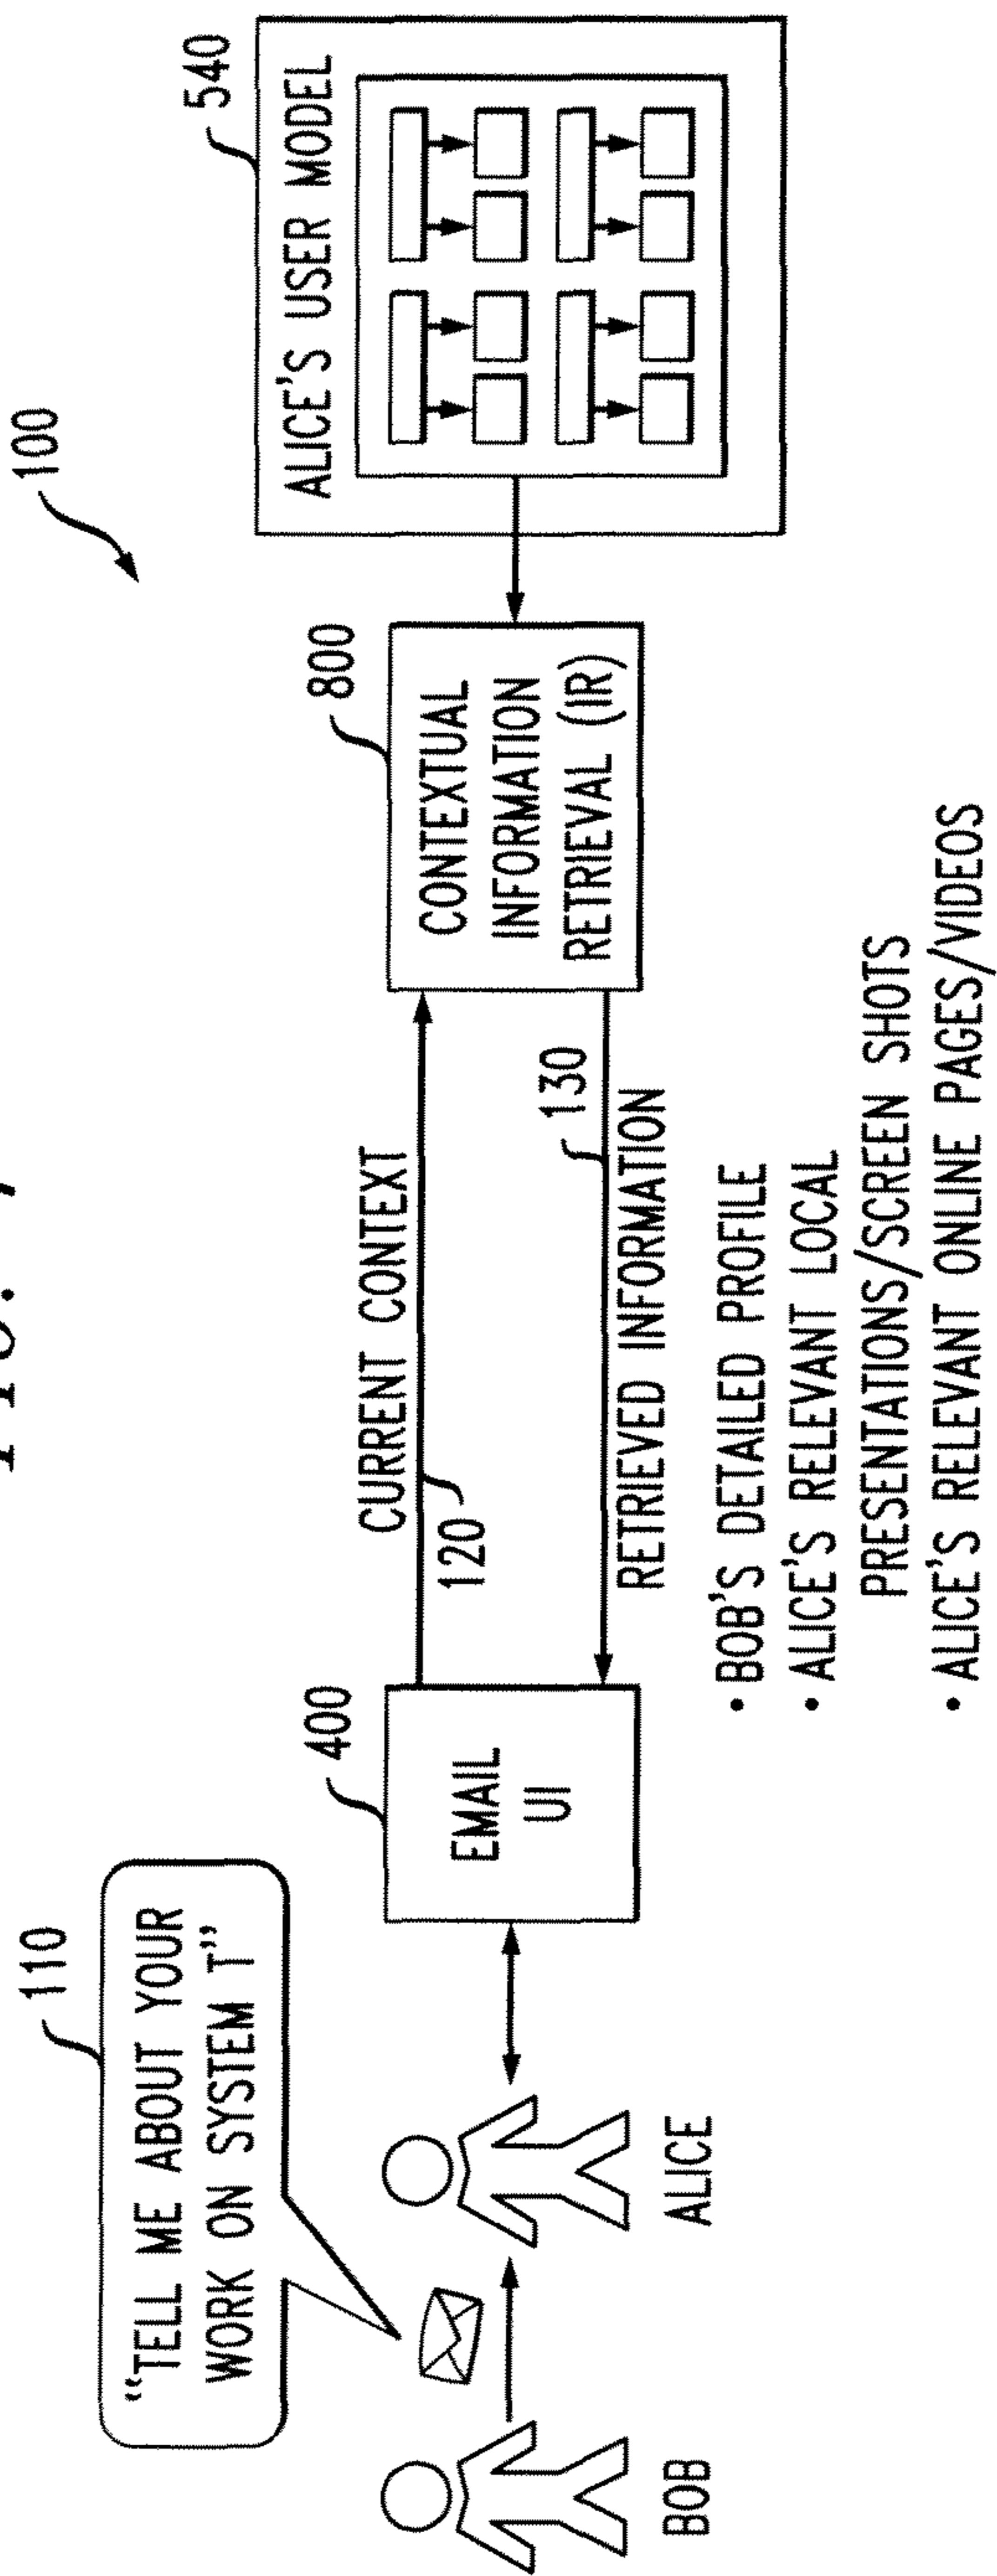 100
110
"TELL ME ABOUT YOUR
WORK ON SYSTEM T"
BOB
ALICE
400
EMAIL
UI
CURRENT CONTEXT
120
130
RETRIEVED INFORMATION
• BOB'S DETAILED PROFILE
• ALICE'S RELEVANT LOCAL
PRESENTATIONS/SCREEN SHOTS
• ALICE'S RELEVANT ONLINE PAGES/VIDEOS
800
CONTEXTUAL
INFORMATION
RETRIEVAL (IR)
540
ALICE'S USER MODEL